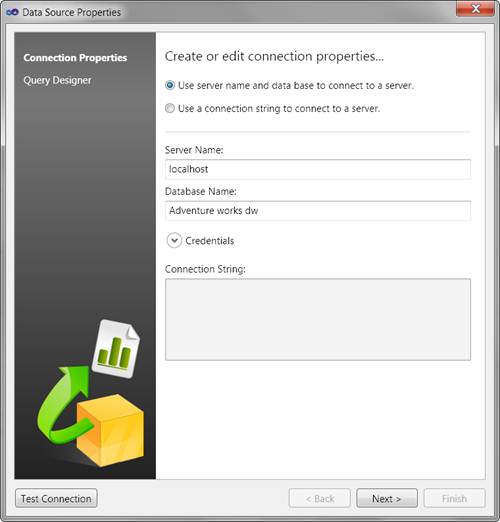 Data Source Properties
Connection Properties
Query Designer
Create or edit connection properties...
Use server name and data base to connect to a server.
Use a connection string to connect to a server.
Server Name:
localhost
Database Name:
Adventure works dw
Credentials
Connection String:
Test Connection
< Back
Next >
Finish